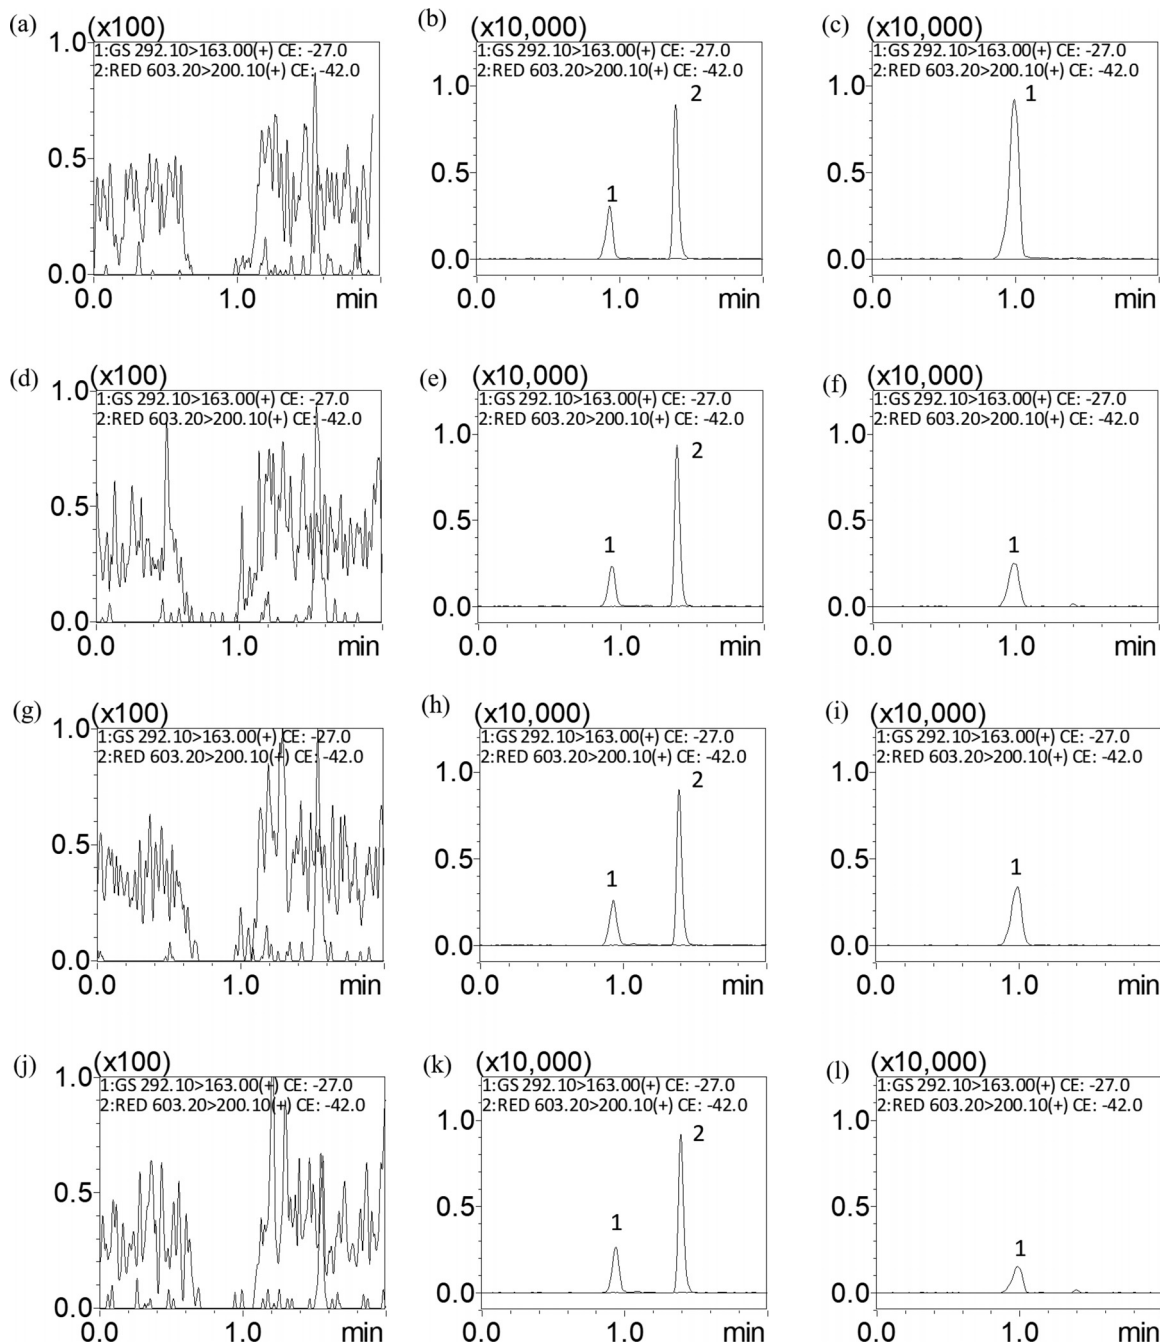 (a) (x100)
1.0
1:GS 292.10>163.00(+) CE: -27.0
2:RED 603.20>200.10(+) CE: -42.0
0.5
0.0
0.0 1.0 min
(b) (x10,000)
1:GS 292.10>163.00(+) CE: -27.0
2:RED 603.20>200.10(+) CE: -42.0
1.0
2
0.5
1
0.0
0.0 1.0 min
(c) (x10,000)
1:GS 292.10>163.00(+) CE: -27.0
2:RED 603.20>200.10(+) CE: -42.0
1.0
1
0.5
0.0
0.0 1.0 min
(d) (x100)
1.0
1:GS 292.10>163.00(+) CE: -27.0
2:RED 603.20>200.10(+) CE: -42.0
0.5
0.0
0.0 1.0 min
(e) (x10,000)
1:GS 292.10>163.00(+) CE: -27.0
2:RED 603.20>200.10(+) CE: -42.0
1.0
2
0.5
1
0.0
0.0 1.0 min
(f) (x10,000)
1:GS 292.10>163.00(+) CE: -27.0
2:RED 603.20>200.10(+) CE: -42.0
1.0
0.5
1
0.0
0.0 1.0 min
(g) (x100)
1.0
1:GS 292.10>163.00(+) CE: -27.0
2:RED 603.20>200.10(+) CE: -42.0
0.5
0.0
0.0 1.0 min
(h) (x10,000)
1:GS 292.10>163.00(+) CE: -27.0
2:RED 603.20>200.10(+) CE: -42.0
1.0
2
0.5
1
0.0
0.0 1.0 min
(i) (x10,000)
1:GS 292.10>163.00(+) CE: -27.0
2:RED 603.20>200.10(+) CE: -42.0
1.0
0.5
1
0.0
0.0 1.0 min
(j) (x100)
1.0
1:GS 292.10>163.00(+) CE: -27.0
2:RED 603.20>200.10(+) CE: -42.0
0.5
0.0
0.0 1.0 min
(k) (x10,000)
1:GS 292.10>163.00(+) CE: -27.0
2:RED 603.20>200.10(+) CE: -42.0
1.0
2
0.5
1
0.0
0.0 1.0 min
(l) (x10,000)
1:GS 292.10>163.00(+) CE: -27.0
2:RED 603.20>200.10(+) CE: -42.0
1.0
0.5
1
0.0
0.0 1.0 min